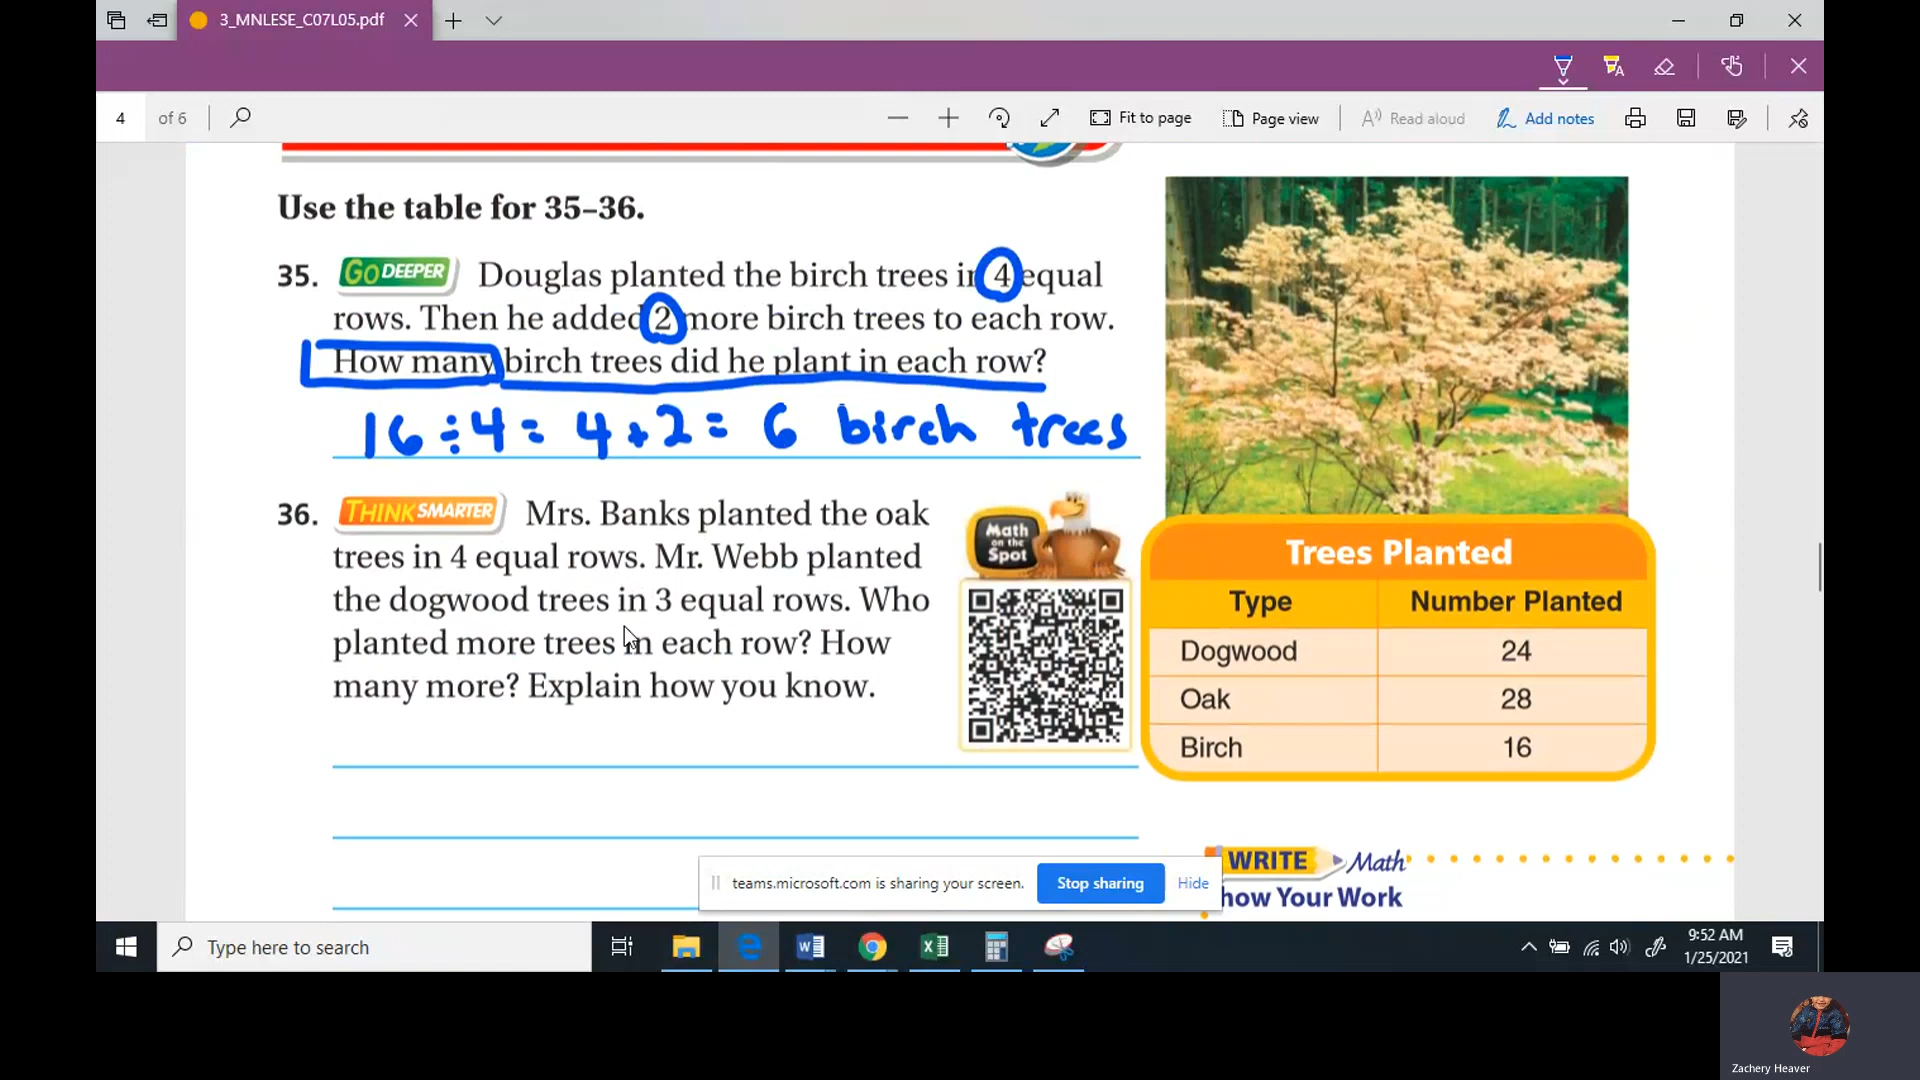 3_MNLESE_C07L05.pdf
4 of 6
Fit to page
Page view
Read aloud
Add notes
Use the table for 35–36.
35. GO DEEPER Douglas planted the birch trees in 4 equal
rows. Then he added 2 more birch trees to each row.
How many birch trees did he plant in each row?
16 ÷ 4 = 4 + 2 = 6 birch trees
36. THINK SMARTER Mrs. Banks planted the oak
trees in 4 equal rows. Mr. Webb planted
the dogwood trees in 3 equal rows. Who
planted more trees in each row? How
many more? Explain how you know.
Math
on the
Spot
Trees Planted
Type Number Planted
Dogwood 24
Oak 28
Birch 16
WRITE Math
how Your Work
teams.microsoft.com is sharing your screen.
Stop sharing
Hide
Type here to search
9:52 AM
1/25/2021
Zachery Heaver